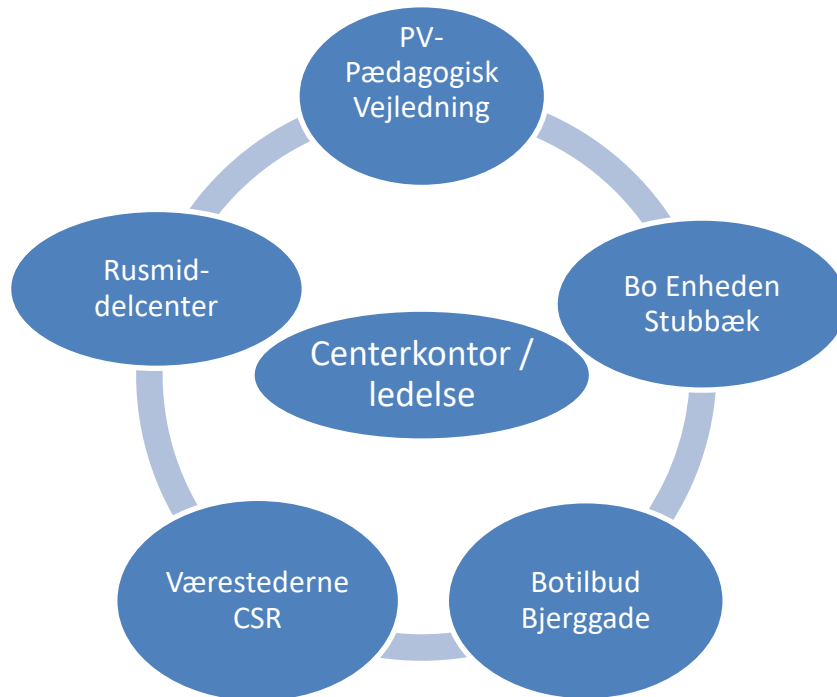 PV-
Pædagogisk
Vejledning
Rusmid-
delcenter
Bo Enheden
Stubbæk
Centerkontor /
ledelse
Værestederne
CSR
Botilbud
Bjerggade